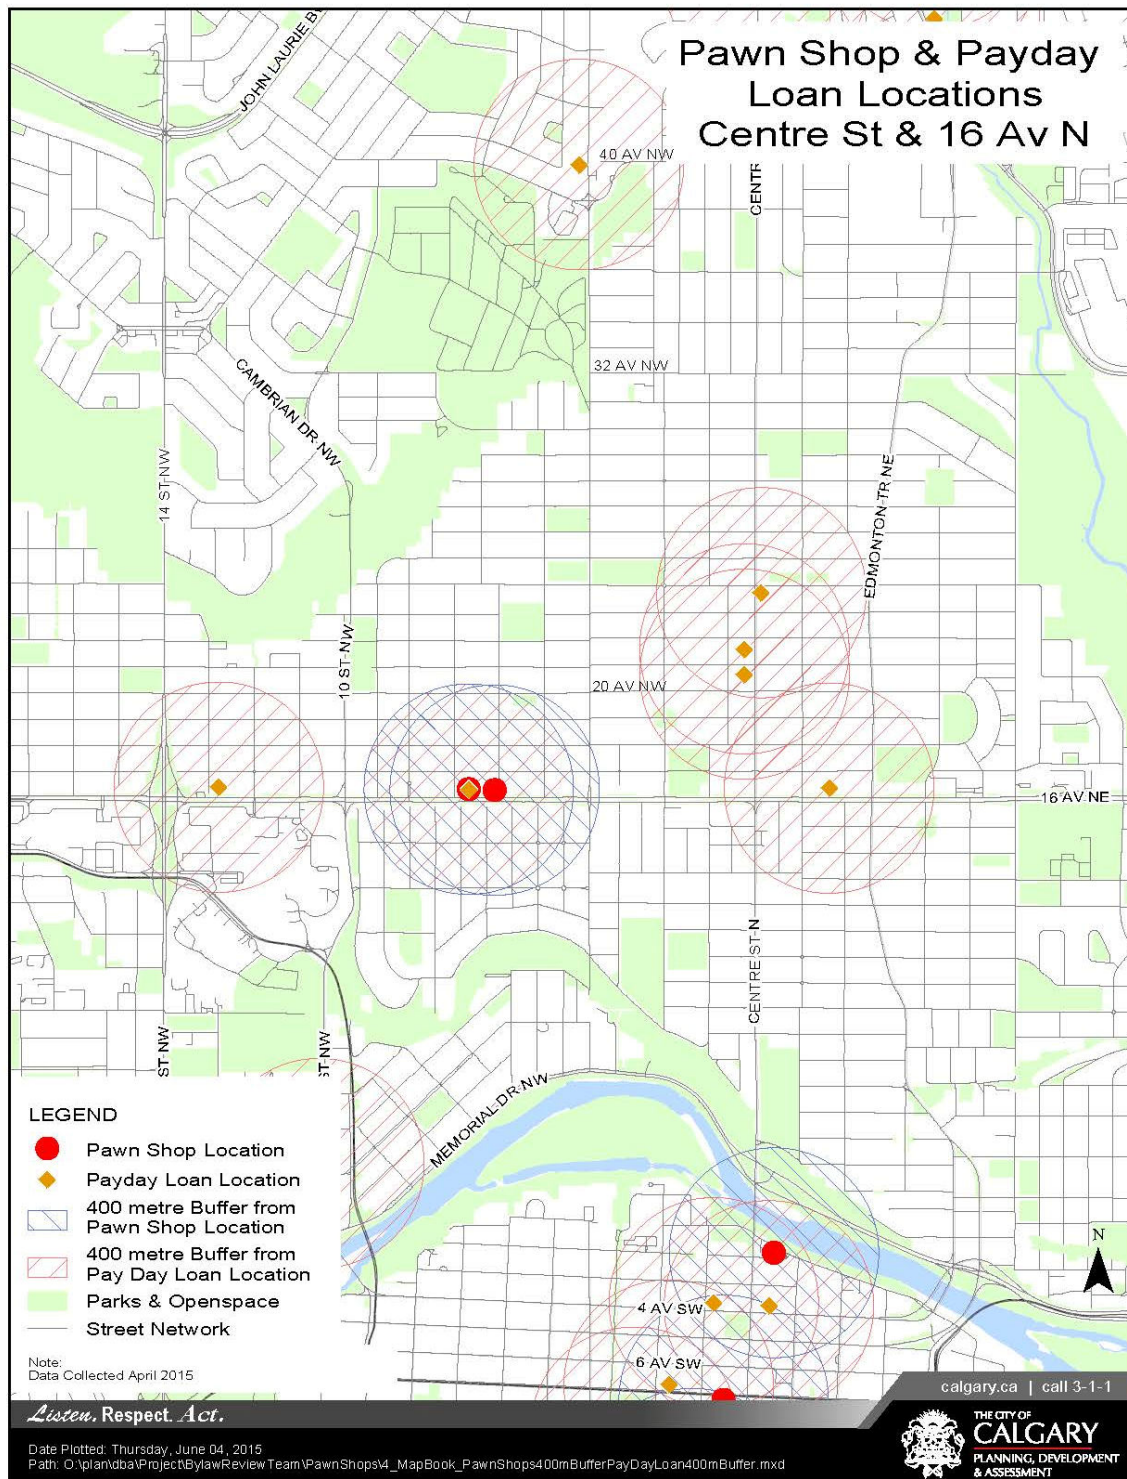 Pawn Shop & Payday
Loan Locations
Centre St & 16 Av N
JOHN LAURIE B
40 AV NW
CENTR
32 AV NW
CAMBRIAN DR NW
14 ST NW
EDMONTON TR NE
10 ST NW
20 AV NW
16 AV NE
CENTRE ST N
ST NW
ST NW
MEMORIAL DR NW
4 AV SW
6 AV SW
LEGEND
Pawn Shop Location
Payday Loan Location
400 metre Buffer from
Pawn Shop Location
400 metre Buffer from
Pay Day Loan Location
Parks & Openspace
Street Network
N
Note:
Data Collected April 2015
calgary.ca | call 3-1-1
Listen. Respect. Act.
THE CITY OF
CALGARY
PLANNING, DEVELOPMENT
& ASSESSMENT
Date Plotted: Thursday, June 04, 2015
Path: O:\plan\dba\Project\BylawReviewTeam\PawnShops\4_MapBook_PawnShops400mBufferPayDayLoan400mBuffer.mxd